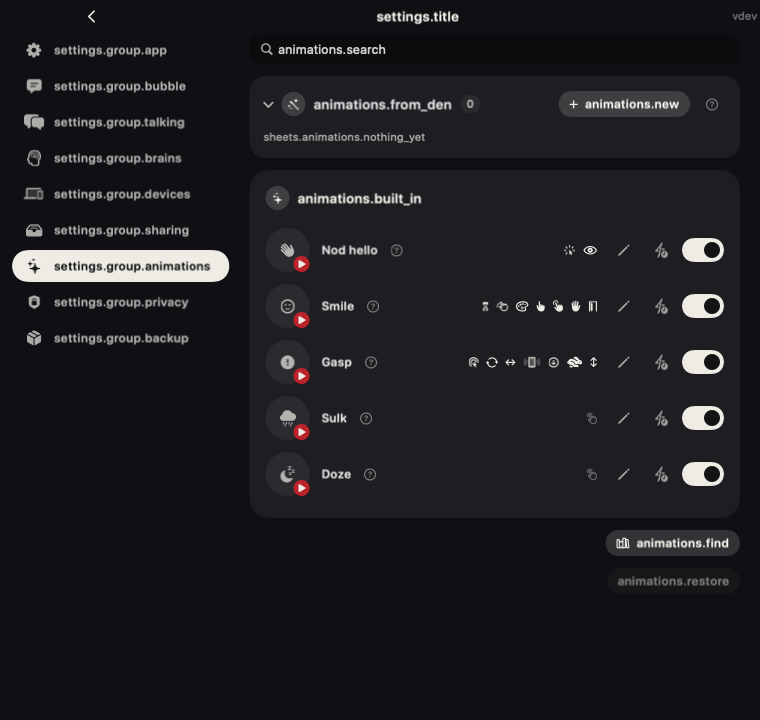 settings.title
vdev
settings.group.app
settings.group.bubble
settings.group.talking
settings.group.brains
settings.group.devices
settings.group.sharing
settings.group.animations
settings.group.privacy
settings.group.backup
animations.search
animations.from_den 0
animations.new
sheets.animations.nothing_yet
animations.built_in
Nod hello
Smile
Gasp
Sulk
Doze
animations.find
animations.restore